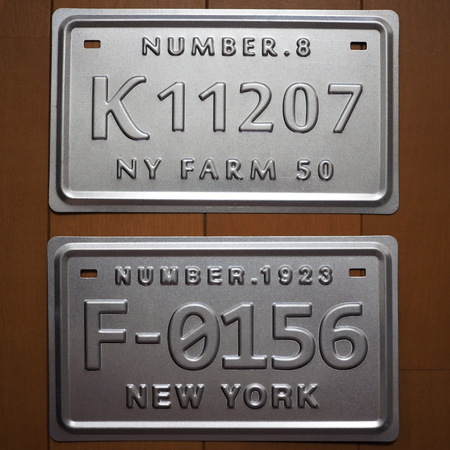 NUMBER.8
K11207
NY FARM 50
NUMBER.1923
F-0156
NEW YORK